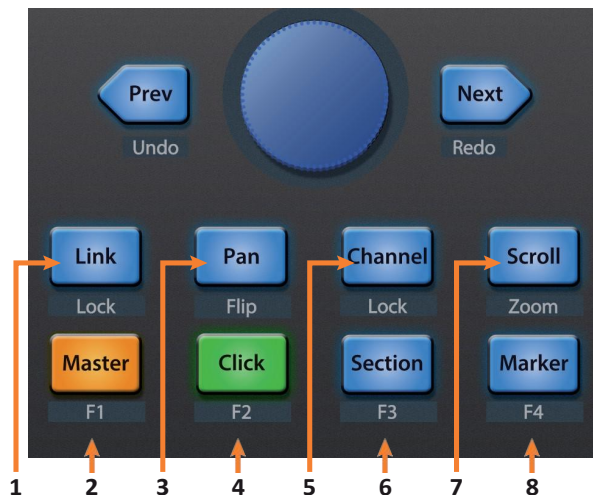 Prev Next
Undo Redo
Link Pan Channel Scroll
Lock Flip Lock Zoom
Master Click Section Marker
F1 F2 F3 F4
1 2 3 4 5 6 7 8